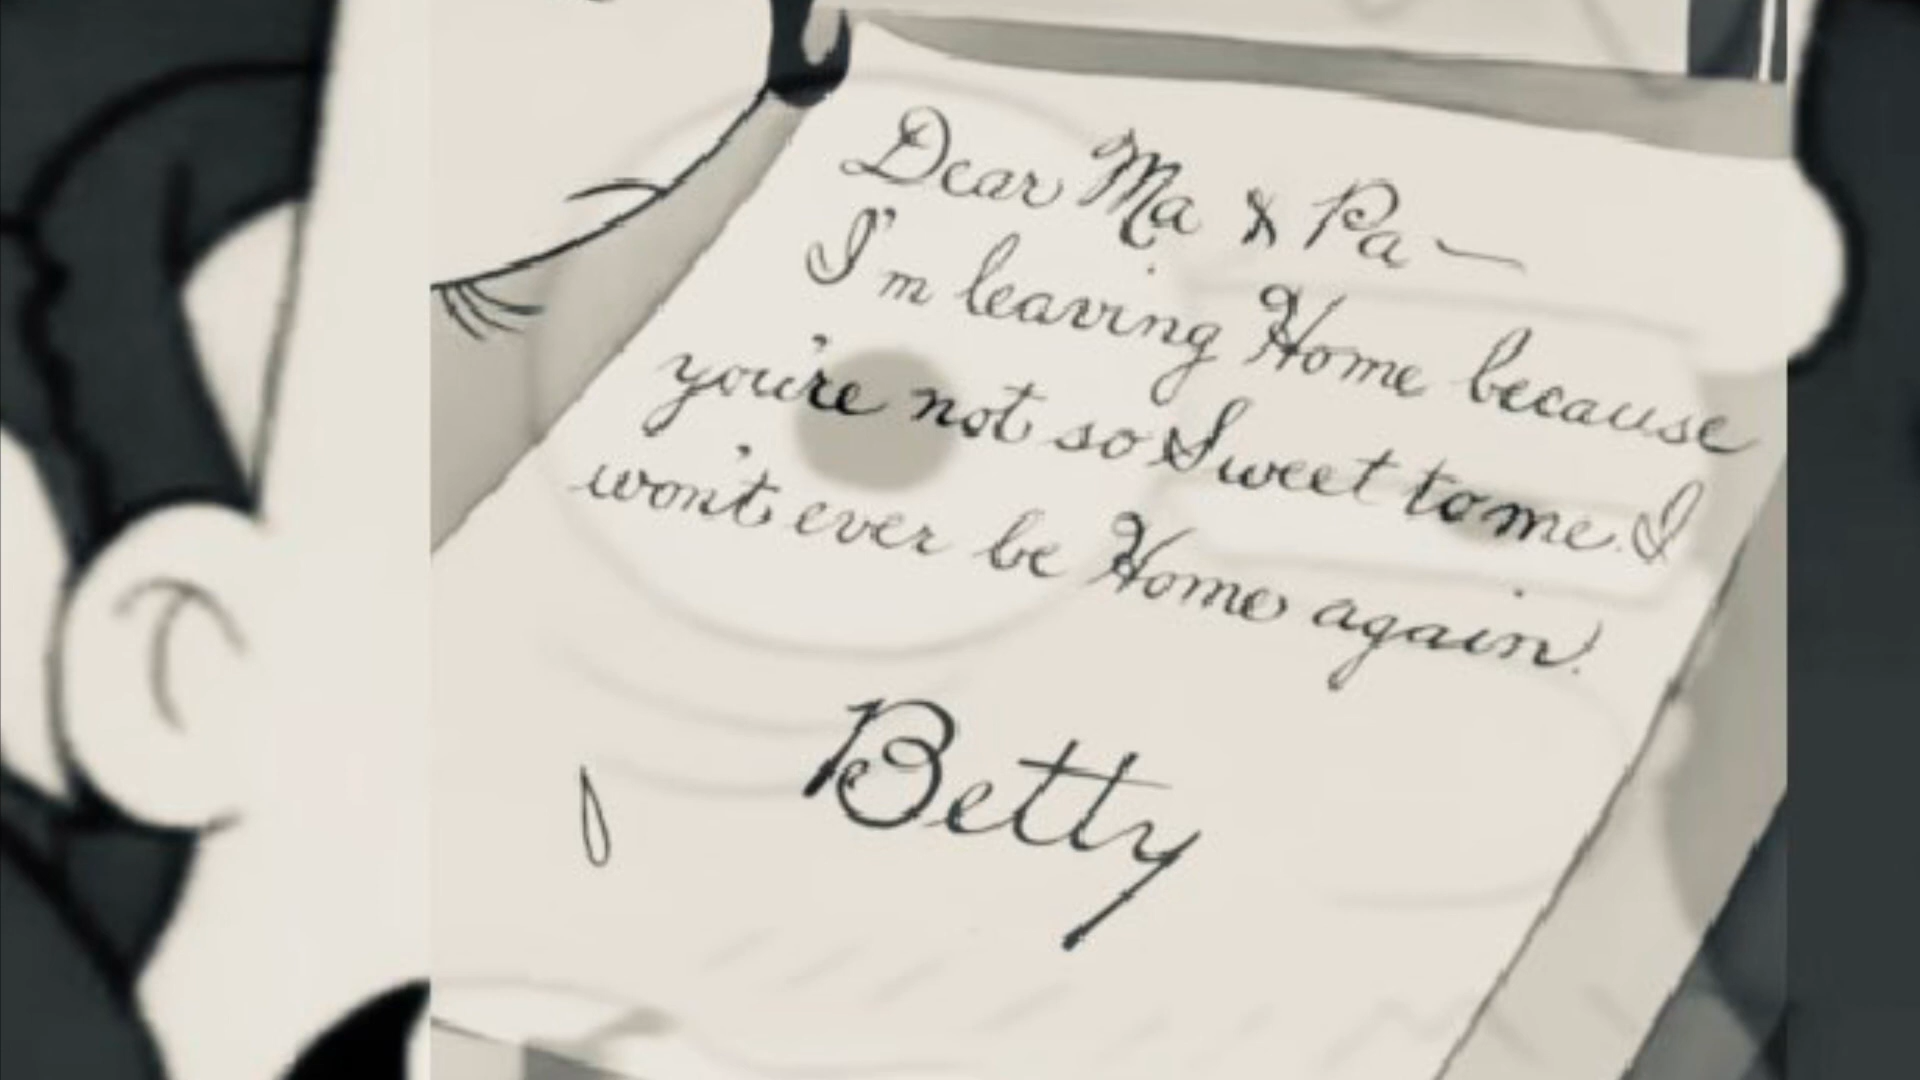 Dear Ma & Pa —
I'm leaving Home because
you're not so Sweet to me. I
won't ever be Home again.
Betty